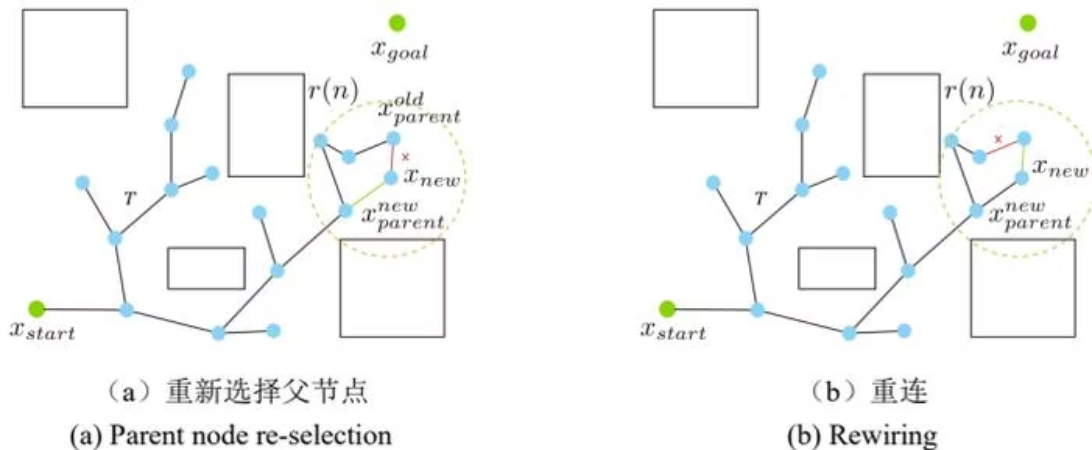 x_goal
r(n)
x_parent^old
x_new
T
x_parent^new
x_start
（a）重新选择父节点
(a) Parent node re-selection
x_goal
r(n)
x_new
T
x_parent^new
x_start
（b）重连
(b) Rewiring